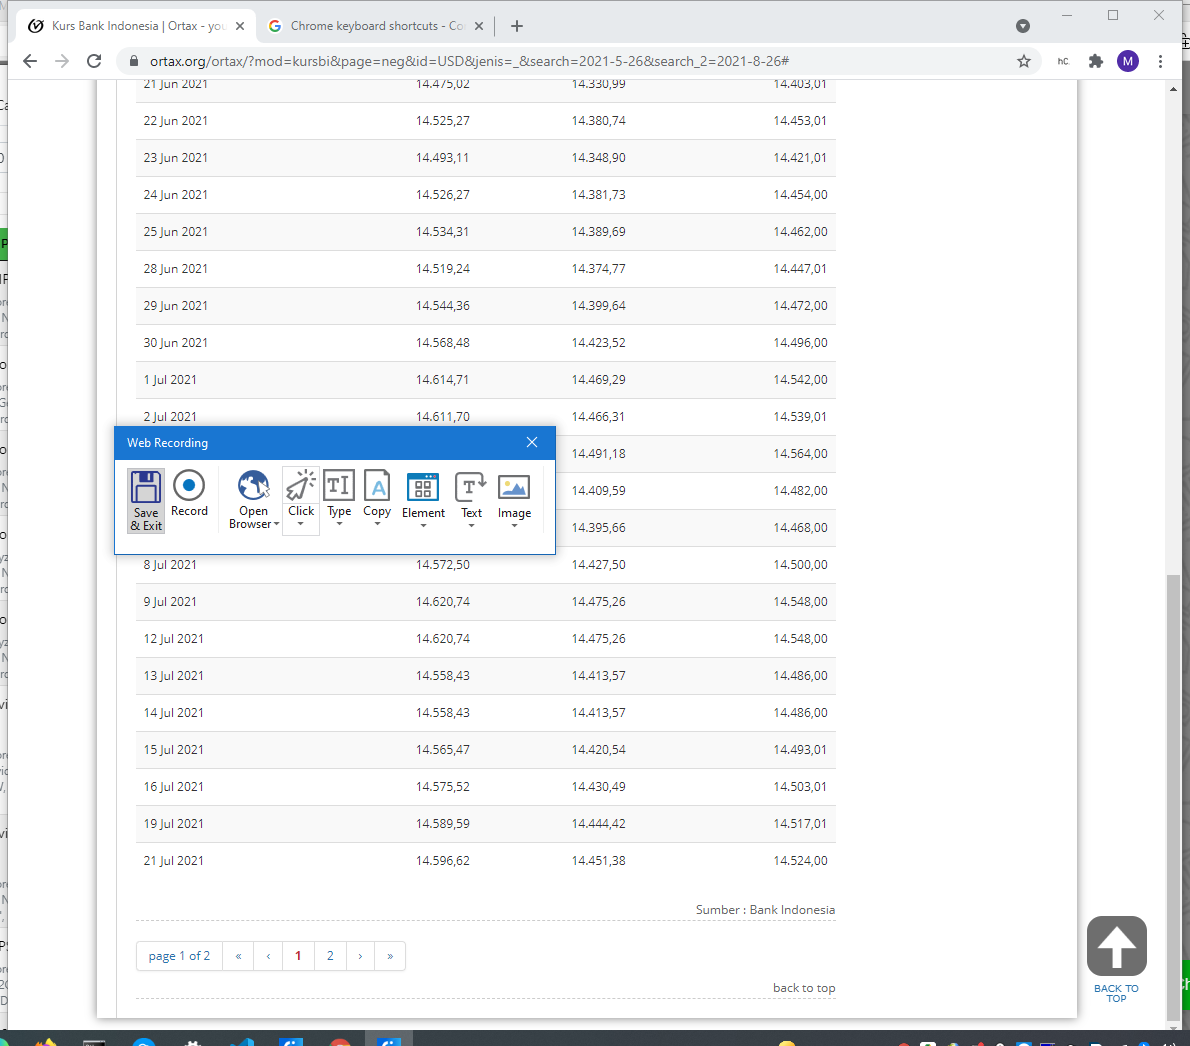 Kurs Bank Indonesia | Ortax - you
Chrome keyboard shortcuts - Co
ortax.org/ortax/?mod=kursbi&page=neg&id=USD&jenis=_&search=2021-5-26&search_2=2021-8-26#
hC.
M
21 Jun 2021 14.475,02 14.330,99 14.403,01
22 Jun 2021 14.525,27 14.380,74 14.453,01
23 Jun 2021 14.493,11 14.348,90 14.421,01
24 Jun 2021 14.526,27 14.381,73 14.454,00
25 Jun 2021 14.534,31 14.389,69 14.462,00
28 Jun 2021 14.519,24 14.374,77 14.447,01
29 Jun 2021 14.544,36 14.399,64 14.472,00
30 Jun 2021 14.568,48 14.423,52 14.496,00
1 Jul 2021 14.614,71 14.469,29 14.542,00
2 Jul 2021 14.611,70 14.466,31 14.539,01
14.491,18 14.564,00
14.409,59 14.482,00
14.395,66 14.468,00
Web Recording
Save & Exit
Record
Open Browser
Click
Type
Copy
Element
Text
Image
8 Jul 2021 14.572,50 14.427,50 14.500,00
9 Jul 2021 14.620,74 14.475,26 14.548,00
12 Jul 2021 14.620,74 14.475,26 14.548,00
13 Jul 2021 14.558,43 14.413,57 14.486,00
14 Jul 2021 14.558,43 14.413,57 14.486,00
15 Jul 2021 14.565,47 14.420,54 14.493,01
16 Jul 2021 14.575,52 14.430,49 14.503,01
19 Jul 2021 14.589,59 14.444,42 14.517,01
21 Jul 2021 14.596,62 14.451,38 14.524,00
Sumber : Bank Indonesia
page 1 of 2 « ‹ 1 2 › »
back to top
BACK TO
TOP